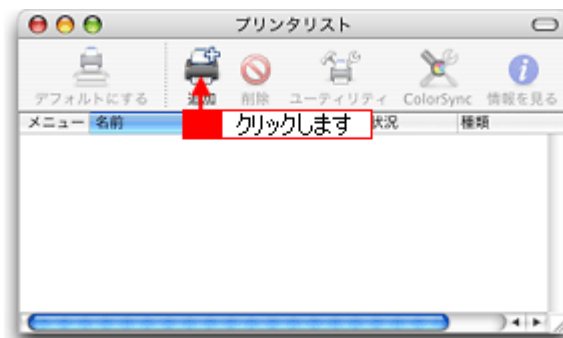 プリンタリスト
デフォルトにする 追加 削除 ユーティリティ ColorSync 情報を見る
メニュー 名前 状況 種類
クリックします